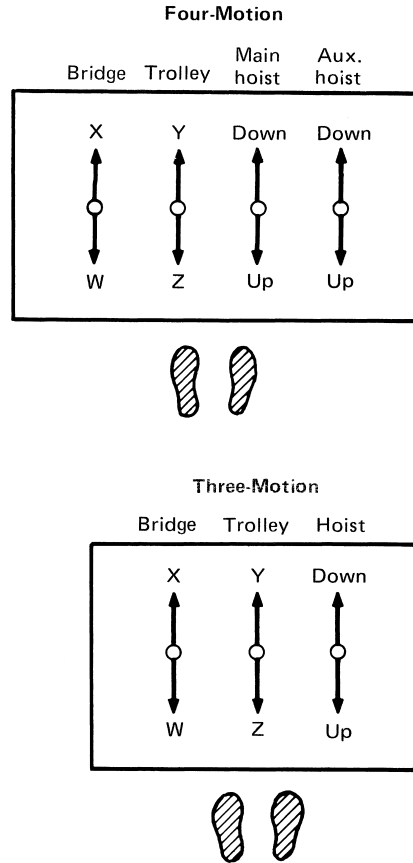 Four-Motion
Bridge Trolley Main hoist Aux. hoist
X Y Down Down
W Z Up Up
Three-Motion
Bridge Trolley Hoist
X Y Down
W Z Up